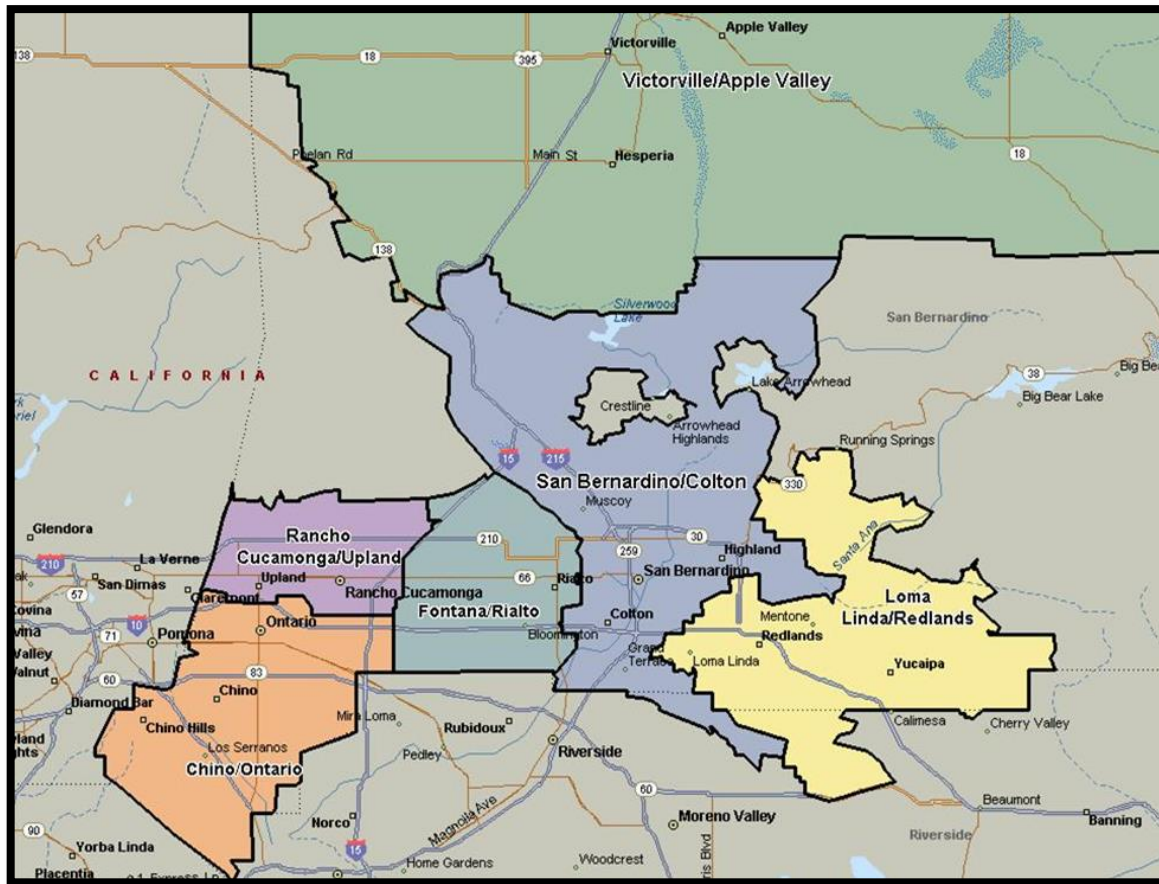 Apple Valley
Victorville
138
18
395
Victorville/Apple Valley
Phelan Rd
Main St
Hesperia
18
138
Silverwood
Lake
San Bernardino
CALIFORNIA
38
Lake Arrowhead
Crestline
Big Bear Lake
Arrowhead
Highlands
Running Springs
15
215
San Bernardino/Colton
330
Muscoy
Santa Ana
Glendora
Rancho
Cucamonga/Upland
210
30
259
Highland
La Verne
210
66
Rialto
San Bernardino
San Dimas
Upland
Rancho Cucamonga
Claremont
57
Covina
Fontana/Rialto
Colton
Mentone
Loma
Linda/Redlands
10
71
Pomona
Ontario
Bloomington
Redlands
Valley
Walnut
Grand
Terrace
Loma Linda
Yucaipa
60
83
Chino
Diamond Bar
Chino Hills
Mira Loma
Rubidoux
Calimesa
Cherry Valley
Los Serranos
Pedley
Riverside
Chino/Ontario
60
Beaumont
Norco
Magnolia Ave
Moreno Valley
Banning
90
Riverside
Yorba Linda
15
Placentia
Home Gardens
Woodcrest